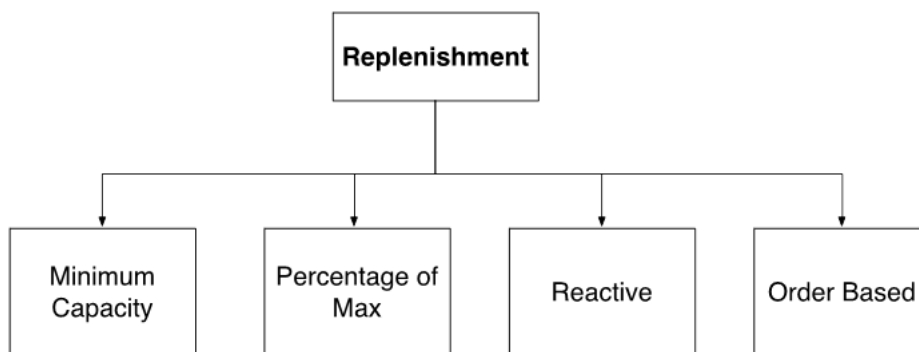 Replenishment
Minimum
Capacity
Percentage of
Max
Reactive
Order Based